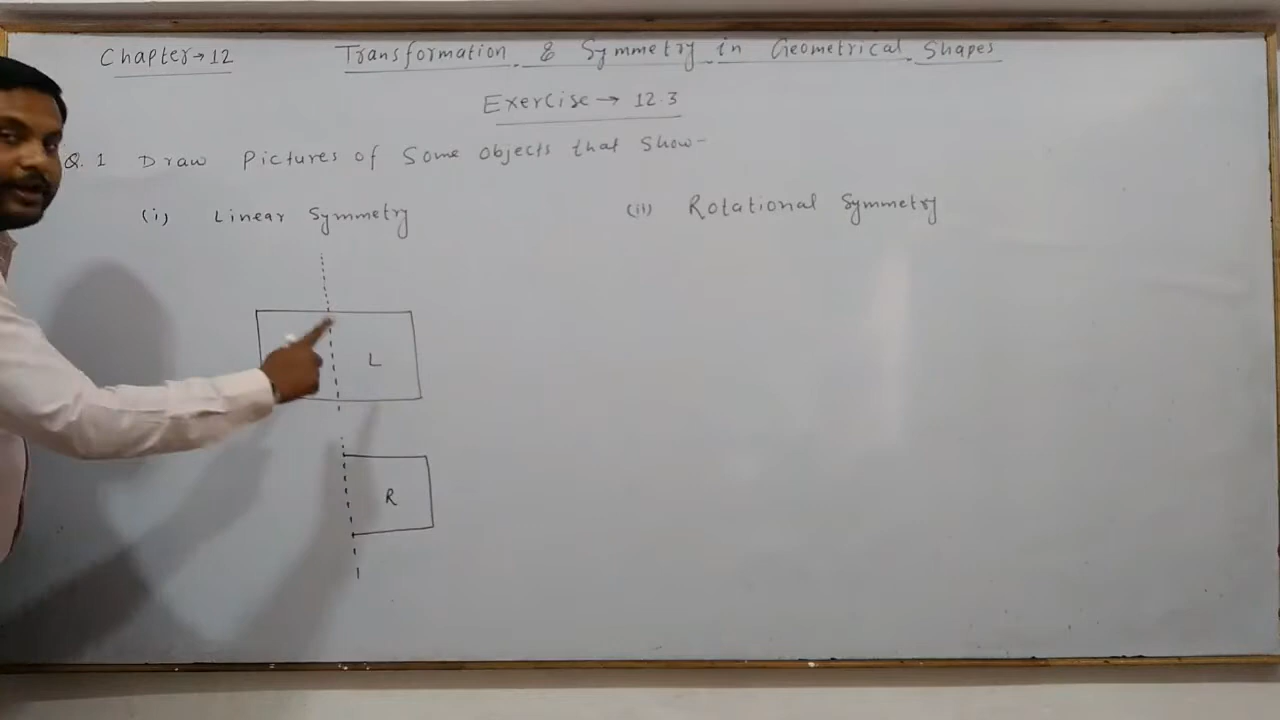 Chapter→12 Transformation & Symmetry in Geometrical Shapes
Exercise → 12.3
Q. 1 Draw Pictures of Some Objects that Show-
(i) Linear Symmetry (ii) Rotational Symmetry
L
R